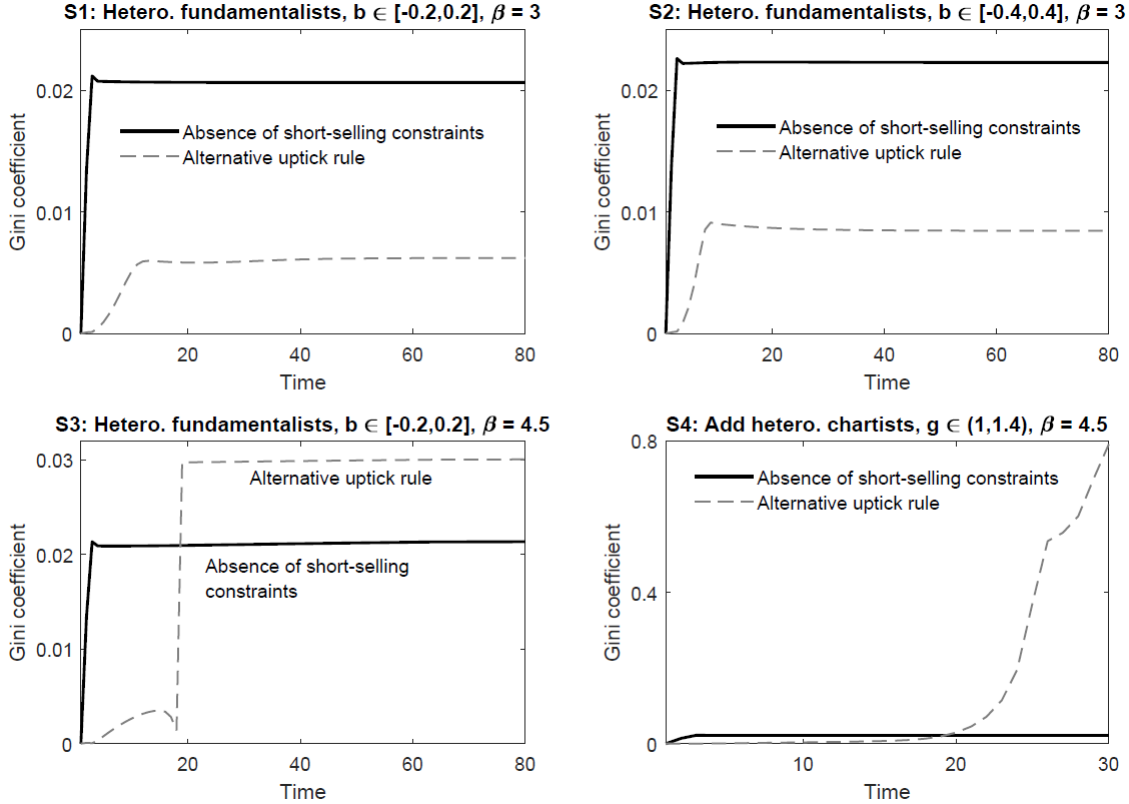 S1: Hetero. fundamentalists, b ∈ [-0.2,0.2], β = 3
Gini coefficient
0.02
0.01
0
Absence of short-selling constraints
Alternative uptick rule
20
40
60
80
Time
S2: Hetero. fundamentalists, b ∈ [-0.4,0.4], β = 3
Gini coefficient
0.02
0.01
0
Absence of short-selling constraints
Alternative uptick rule
20
40
60
80
Time
S3: Hetero. fundamentalists, b ∈ [-0.2,0.2], β = 4.5
Gini coefficient
0.03
0.02
0.01
0
Alternative uptick rule
Absence of short-selling
constraints
20
40
60
80
Time
S4: Add hetero. chartists, g ∈ (1,1.4), β = 4.5
Gini coefficient
0.8
0.4
0
Absence of short-selling constraints
Alternative uptick rule
10
20
30
Time